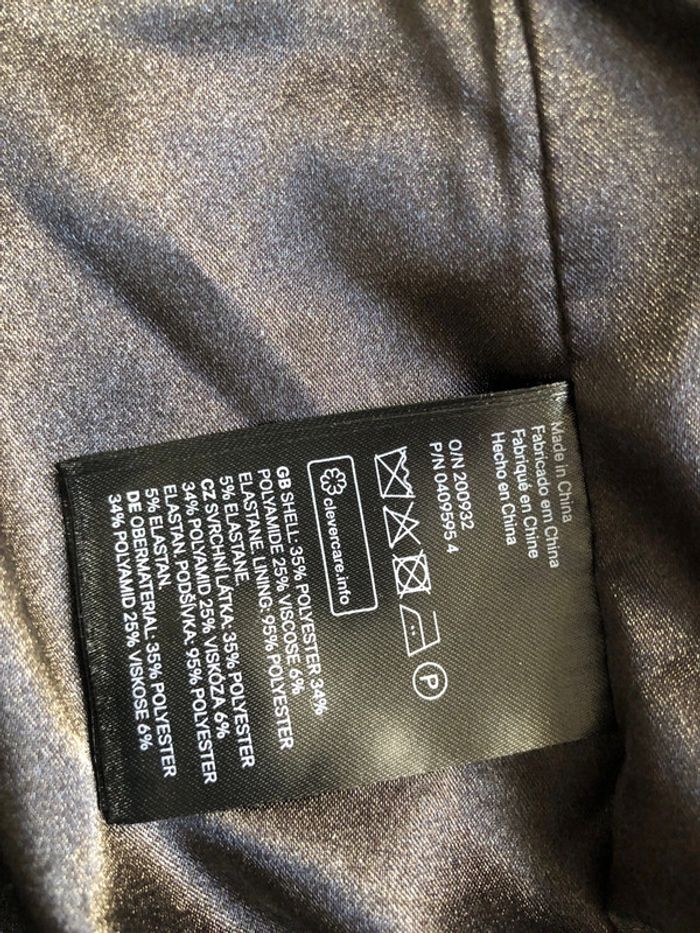 Made in China
Fabricado en China
Fabriqué en Chine
Hecho en China
O/N 200932
P/N 0409595 4
P
clevercare.info
GB SHELL: 35% POLYESTER 34%
POLYAMIDE 25% VISCOSE 6%
ELASTANE. LINING: 95% POLYESTER
5% ELASTANE.
CZ SVRCHNÍ LÁTKA: 35% POLYESTER
34% POLYAMID 25% VISKÓZA 6%
ELASTAN. PODŠÍVKA: 95% POLYESTER
5% ELASTAN.
DE OBERMATERIAL: 35% POLYESTER
34% POLYAMID 25% VISKOSE 6%